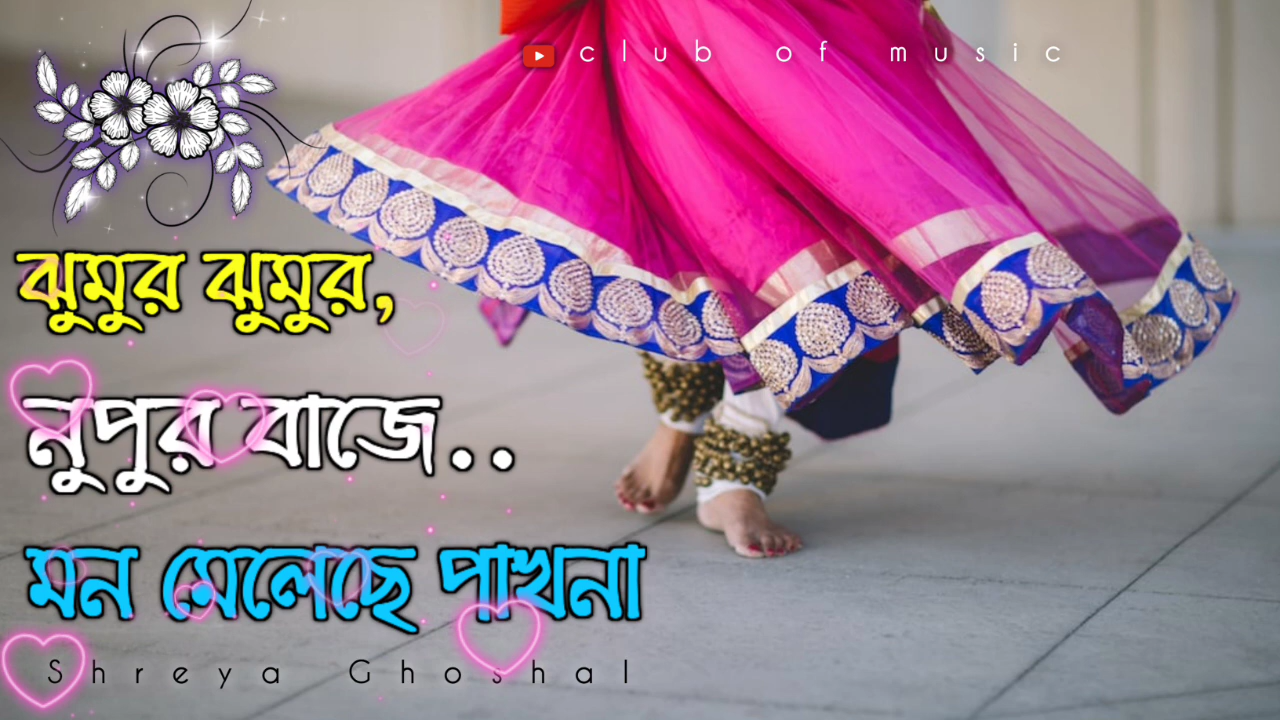 club of music
ঝুমুর ঝুমুর,
নুপুর বাজে..
মন মেলেছে পাখনা
Shreya Ghoshal